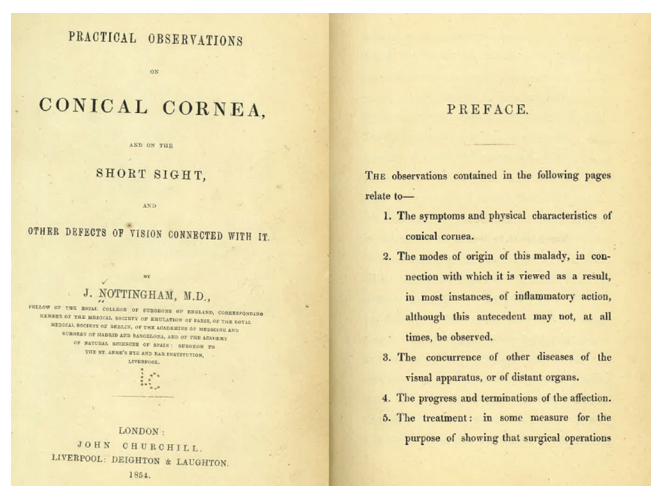 PRACTICAL OBSERVATIONS
ON
CONICAL CORNEA,
AND ON THE
SHORT SIGHT,
AND
OTHER DEFECTS OF VISION CONNECTED WITH IT.
BY
J. NOTTINGHAM, M.D.,
FELLOW OF THE ROYAL COLLEGE OF SURGEONS OF ENGLAND, CORRESPONDING
MEMBER OF THE MEDICAL SOCIETY OF EMULATION OF PARIS, OF THE ROYAL
MEDICAL SOCIETY OF BERLIN, OF THE ACADEMIES OF MEDICINE AND
SURGERY OF MADRID AND BARCELONA, AND OF THE ACADEMY
OF NATURAL SCIENCES OF SPAIN: SURGEON TO
THE ST. ANNE'S EYE AND EAR INSTITUTION,
LIVERPOOL.
LC
LONDON:
JOHN CHURCHILL.
LIVERPOOL: DEIGHTON & LAUGHTON.
1854.
PREFACE.
THE observations contained in the following pages
relate to—
1. The symptoms and physical characteristics of
conical cornea.
2. The modes of origin of this malady, in con-
nection with which it is viewed as a result,
in most instances, of inflammatory action,
although this antecedent may not, at all
times, be observed.
3. The concurrence of other diseases of the
visual apparatus, or of distant organs.
4. The progress and terminations of the affection.
5. The treatment: in some measure for the
purpose of showing that surgical operations